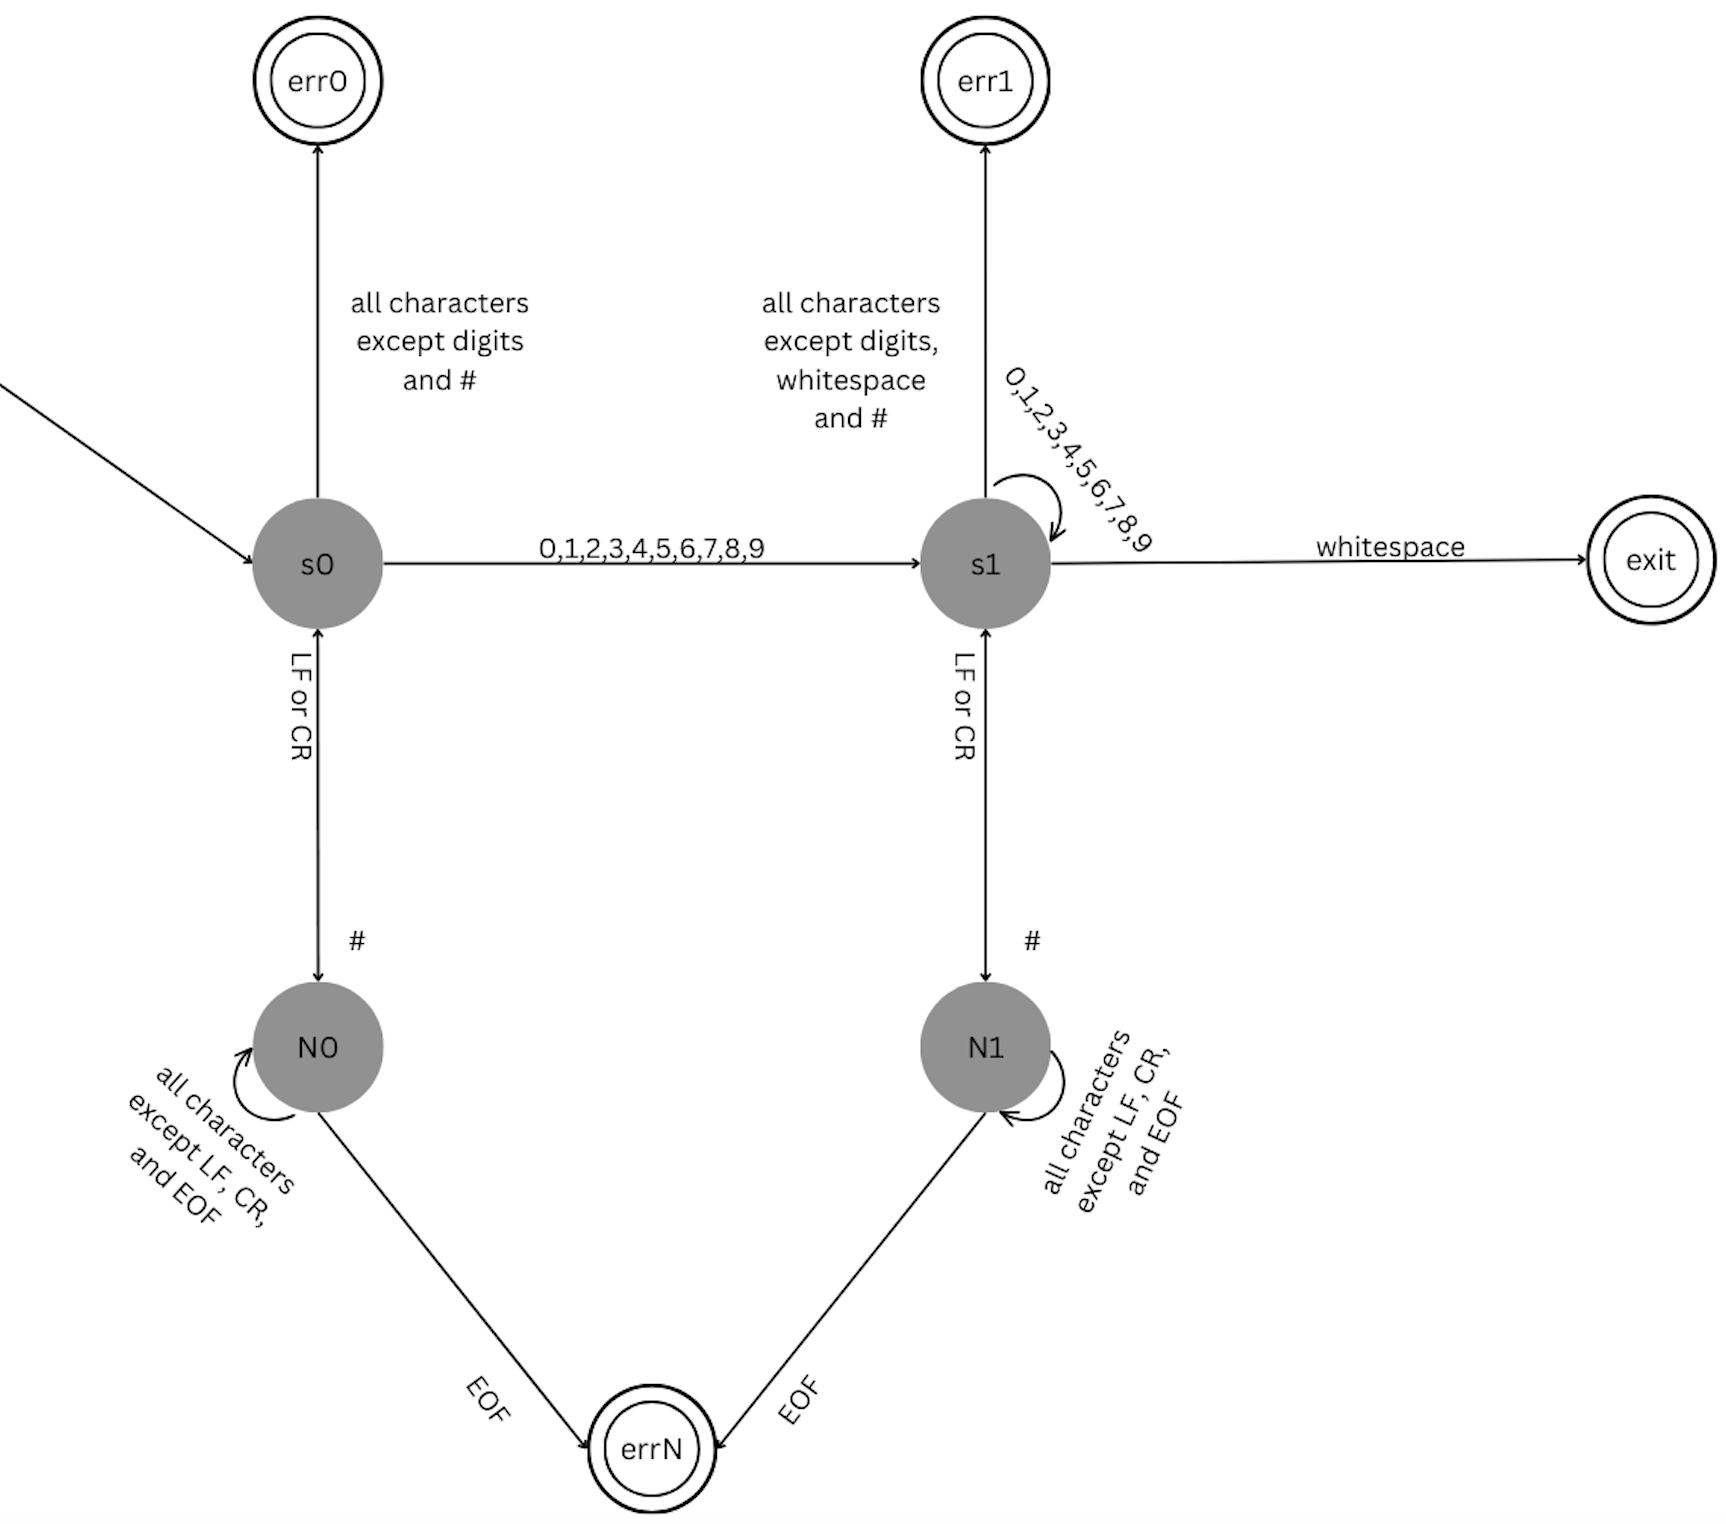 err0
err1
all characters
except digits
and #
all characters
except digits,
whitespace
and #
0,1,2,3,4,5,6,7,8,9
s0
0,1,2,3,4,5,6,7,8,9
s1
whitespace
exit
LF or CR
LF or CR
#
#
N0
N1
all characters
except LF, CR,
and EOF
all characters
except LF, CR,
and EOF
EOF
EOF
errN